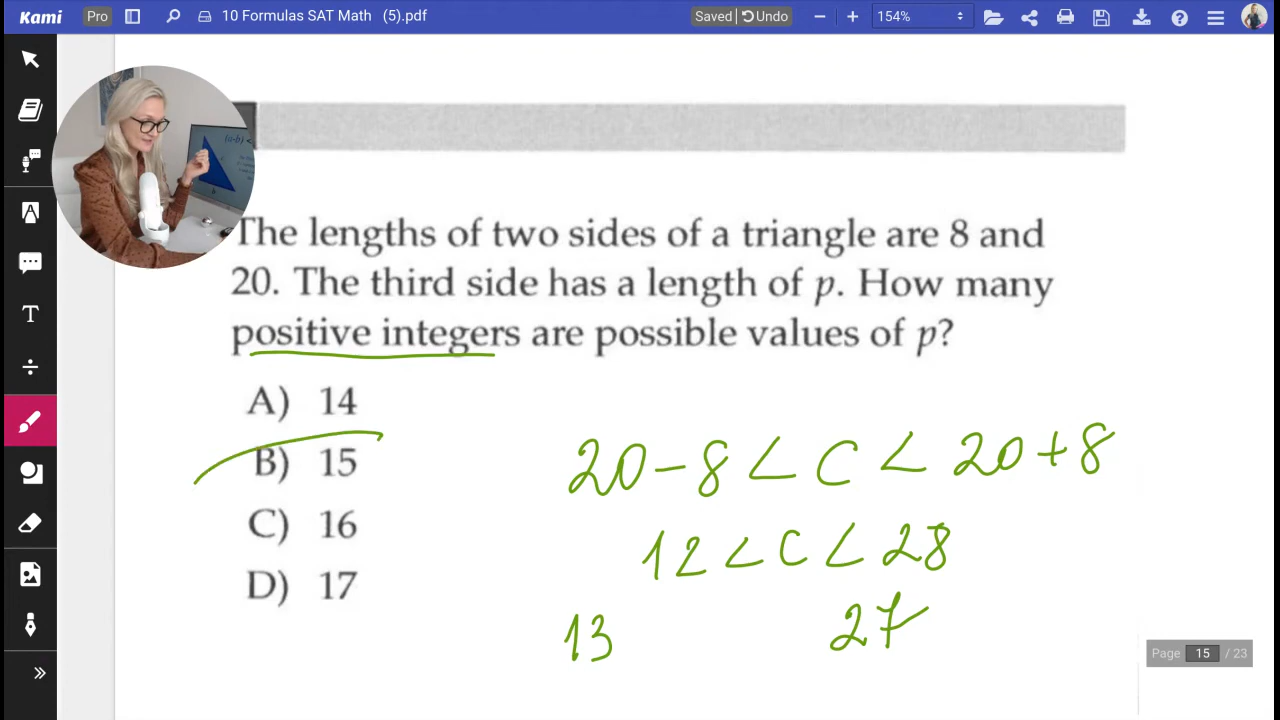 Kami Pro 10 Formulas SAT Math (5).pdf Saved Undo 154%
The lengths of two sides of a triangle are 8 and
20. The third side has a length of p. How many
positive integers are possible values of p?
A) 14
B) 15
C) 16
D) 17
20 - 8 < C < 20 + 8
12 < C < 28
13 27
Page 15 / 23